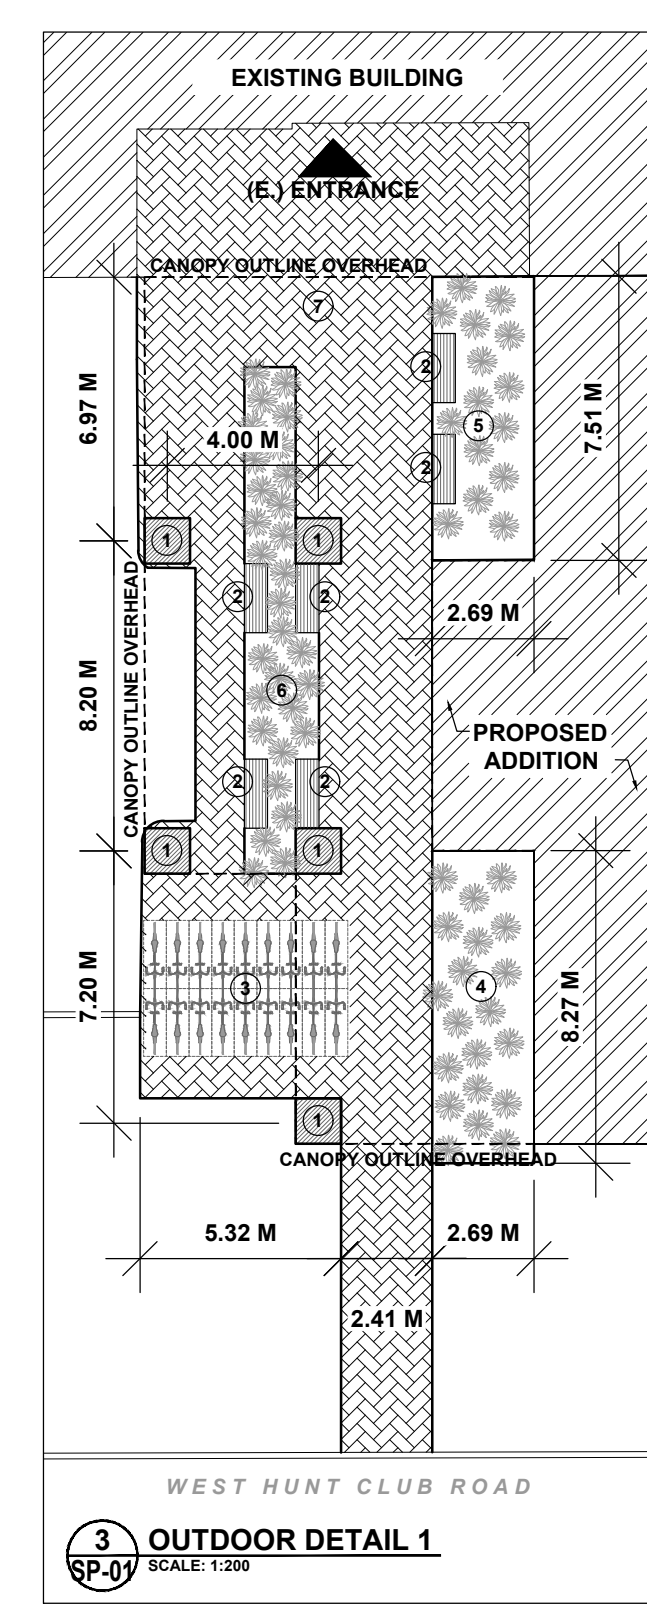 EXISTING BUILDING
(E.) ENTRANCE
CANOPY OUTLINE OVERHEAD
7
2
6.97 M
7.51 M
5
4.00 M
2
1
1
2
2
2.69 M
CANOPY OUTLINE OVERHEAD
8.20 M
6
PROPOSED
ADDITION
2
2
1
1
7.20 M
3
4
8.27 M
1
CANOPY OUTLINE OVERHEAD
5.32 M
2.69 M
2.41 M
WEST HUNT CLUB ROAD
3
SP-01
OUTDOOR DETAIL 1
SCALE: 1:200